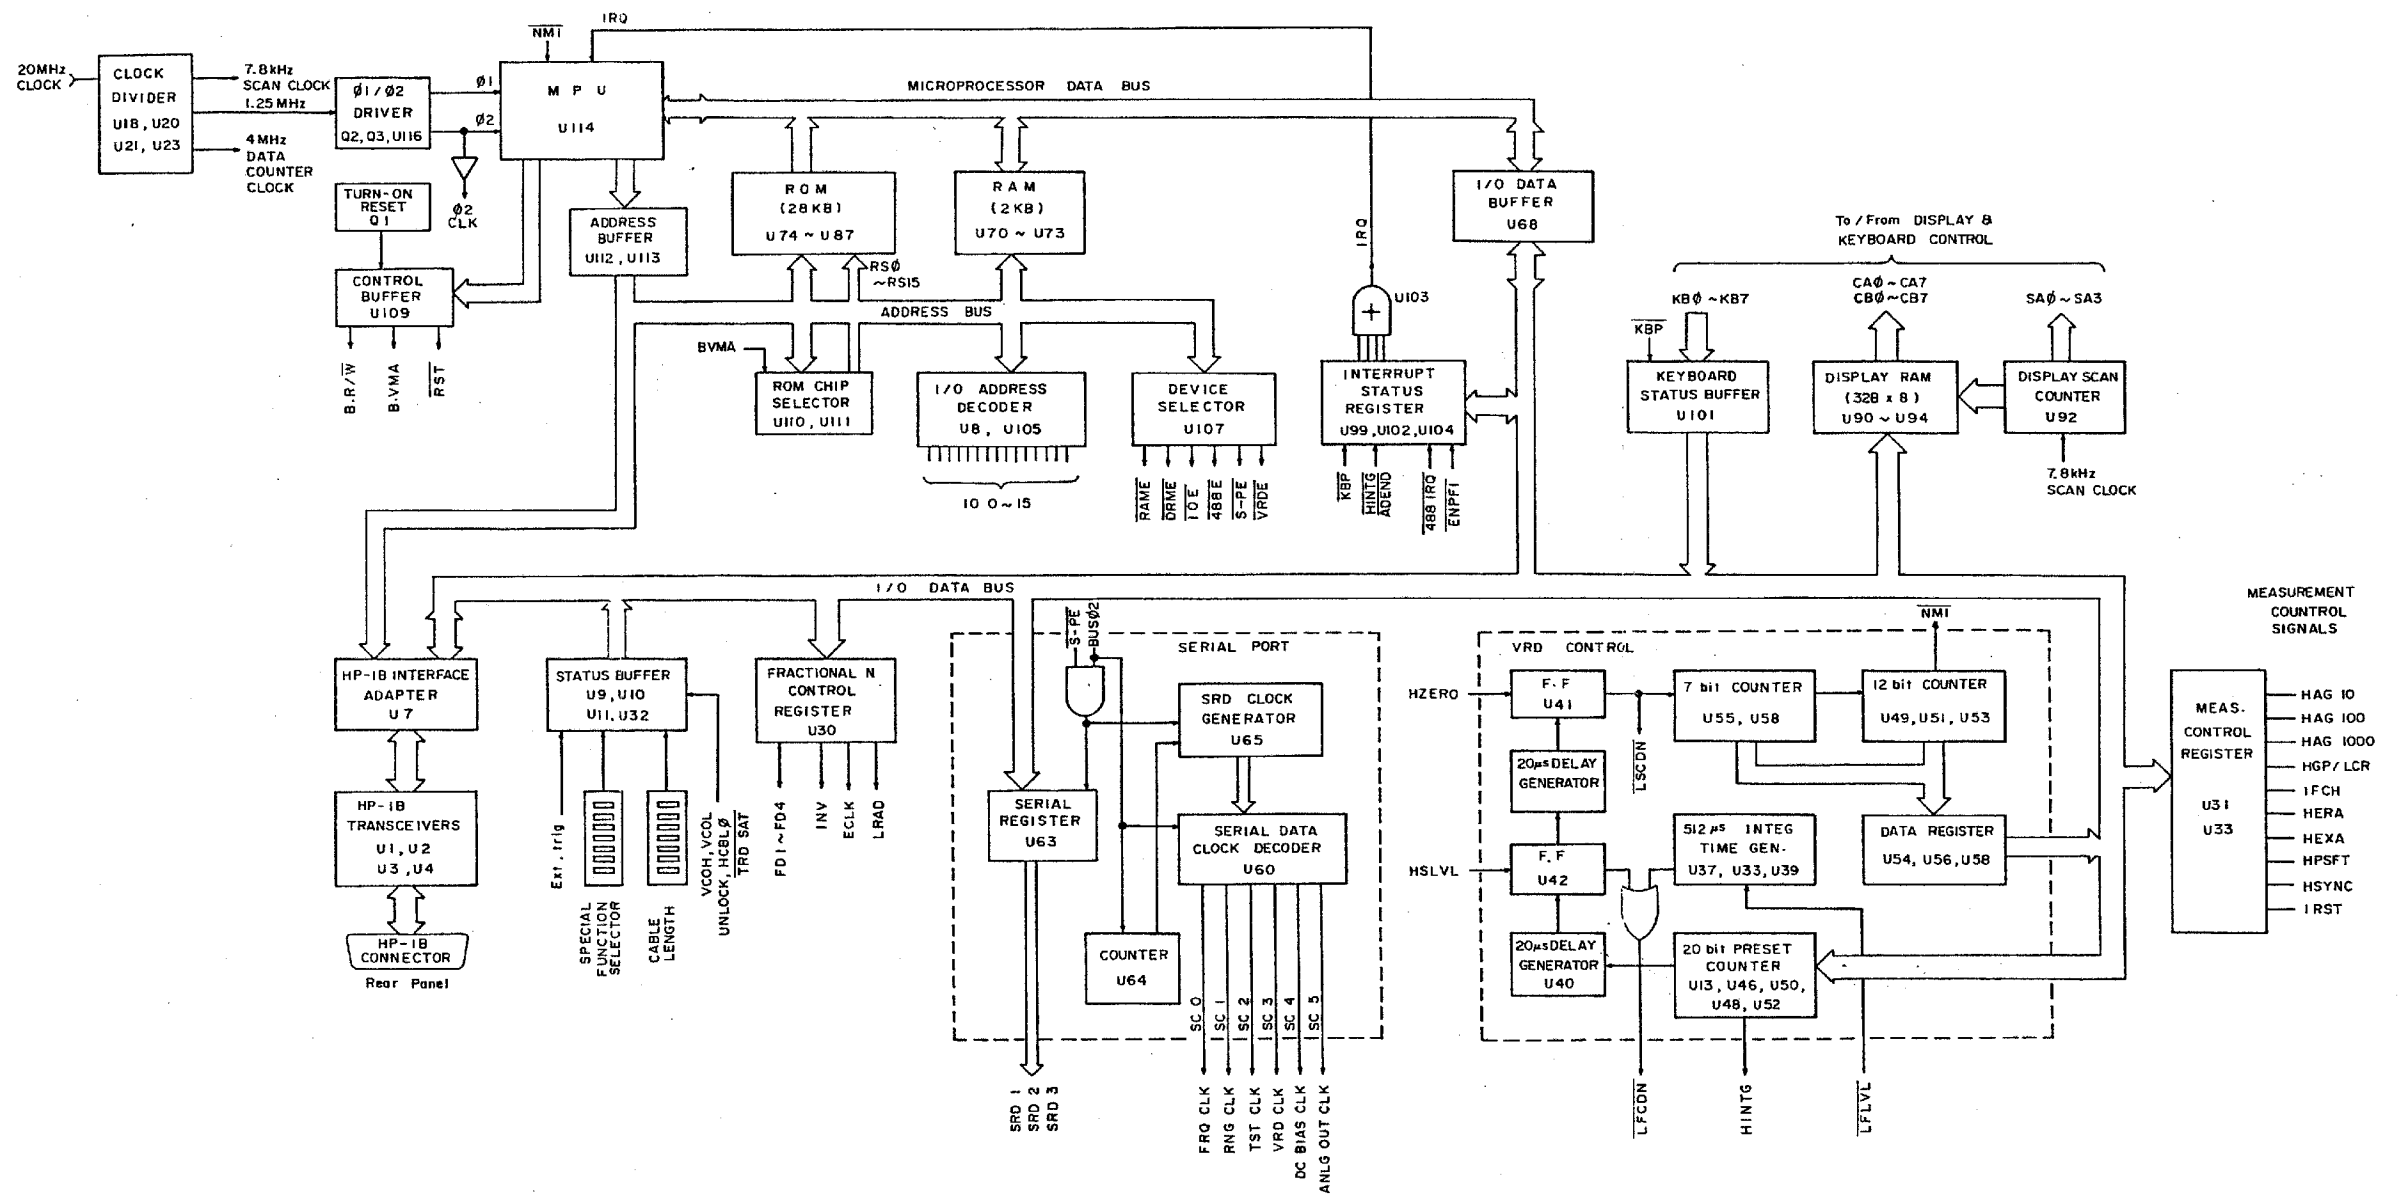 IRQ
NMI
20MHz
CLOCK
CLOCK
DIVIDER
U18, U20
U21, U23
7.8kHz
SCAN CLOCK
1.25MHz
4MHz
DATA
COUNTER
CLOCK
Ø1/Ø2
DRIVER
Q2, Q3, U116
Ø1
Ø2
Ø2
CLK
MPU
U114
MICROPROCESSOR DATA BUS
TURN-ON
RESET
Q1
CONTROL
BUFFER
U109
B.R/W
B.VMA
RST
ADDRESS
BUFFER
U112, U113
ROM
(28KB)
U74 ~ U87
RSØ
~RS15
RAM
(2KB)
U70 ~ U73
ADDRESS BUS
BVMA
ROM CHIP
SELECTOR
U110, U111
I/O ADDRESS
DECODER
U8, U105
IO 0~15
DEVICE
SELECTOR
U107
RAME
DRME
IOE
488E
S-PE
VRDE
IRQ
U103
INTERRUPT
STATUS
REGISTER
U99, U102, U104
KBP
HINTG
ADEND
488 IRQ
ENPFI
I/O DATA
BUFFER
U68
To / From DISPLAY &
KEYBOARD CONTROL
KBØ~KB7
CAØ~CA7
CBØ~CB7
SAØ~SA3
KBP
KEYBOARD
STATUS BUFFER
U101
DISPLAY RAM
(32B x 8)
U90 ~ U94
DISPLAY SCAN
COUNTER
U92
7.8kHz
SCAN CLOCK
I/O DATA BUS
HP-IB INTERFACE
ADAPTER
U7
HP-IB
TRANSCEIVERS
U1, U2
U3, U4
HP-IB
CONNECTOR
Rear Panel
STATUS BUFFER
U9, U10
U11, U32
Ext. trig
SPECIAL
FUNCTION
SELECTOR
CABLE
LENGTH
VCOH, VCOL
UNLOCK, HCBLØ
TRD SAT
FRACTIONAL N
CONTROL
REGISTER
U30
FD1~FD4
INV
ECLK
LRAD
S-PE
BUSØ2
SERIAL PORT
SRD CLOCK
GENERATOR
U65
SERIAL
REGISTER
U63
SERIAL DATA
CLOCK DECODER
U60
COUNTER
U64
SC 0
SC 1
SC 2
SC 3
SC 4
SC 5
SRD 1
SRD 2
SRD 3
FRQ CLK
RNG CLK
TST CLK
VRD CLK
DC BIAS CLK
ANLG OUT CLK
VRD CONTROL
NMI
HZERO
F.F
U41
7 bit COUNTER
U55, U58
12 bit COUNTER
U49, U51, U53
20µs DELAY
GENERATOR
LSCDN
HSLVL
F.F
U42
512 µs INTEG
TIME GEN-
U37, U33, U39
DATA REGISTER
U54, U56, U58
20µs DELAY
GENERATOR
U40
20 bit PRESET
COUNTER
U13, U46, U50,
U48, U52
LFCDN
HINTG
LFLVL
MEASUREMENT
COUNTROL
SIGNALS
MEAS.
CONTROL
REGISTER
U31
U33
HAG 10
HAG 100
HAG 1000
HGP/LCR
IFCH
HERA
HEXA
HPSFT
HSYNC
IRST